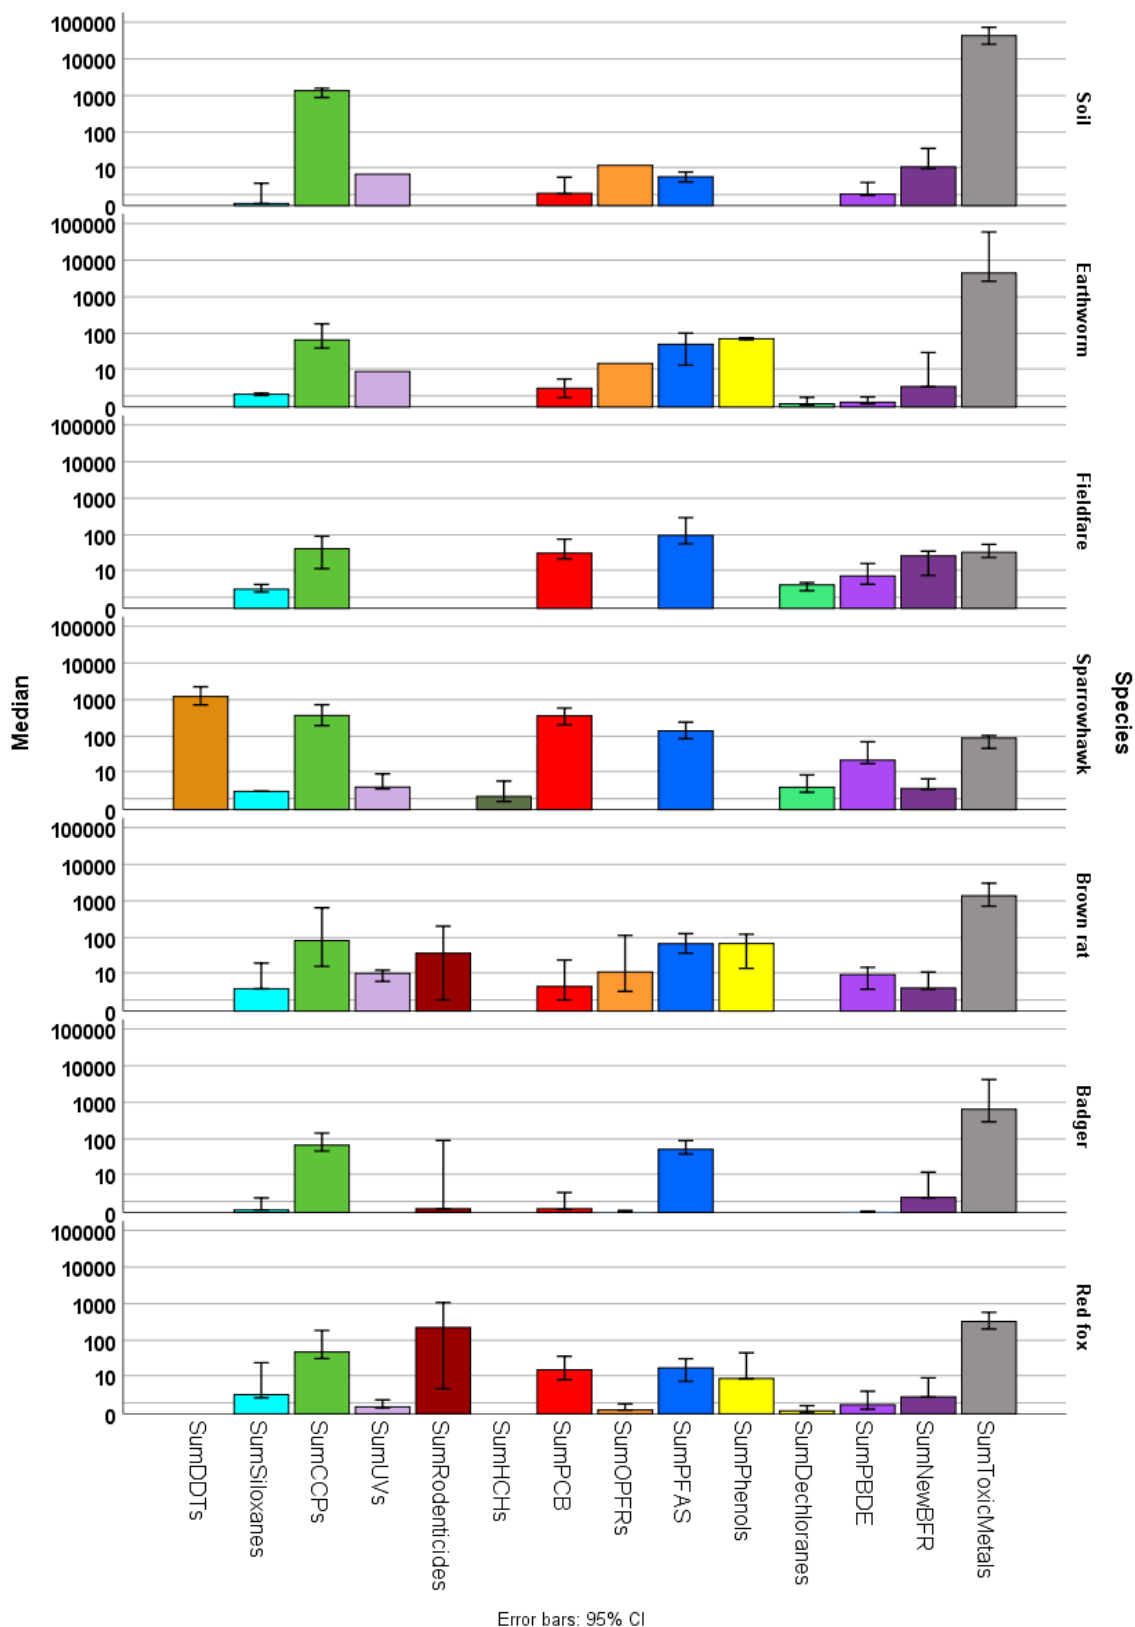 Median
Species
100000
10000
1000
100
10
0
Soil
100000
10000
1000
100
10
0
Earthworm
100000
10000
1000
100
10
0
Fieldfare
100000
10000
1000
100
10
0
Sparrowhawk
100000
10000
1000
100
10
0
Brown rat
100000
10000
1000
100
10
0
Badger
100000
10000
1000
100
10
0
Red fox
SumDDTs
SumSiloxanes
SumCCPs
SumUVs
SumRodenticides
SumHCHs
SumPCB
SumOPFRs
SumPFAS
SumPhenols
SumDechloranes
SumPBDE
SumNewBFR
SumToxicMetals
Error bars: 95% CI